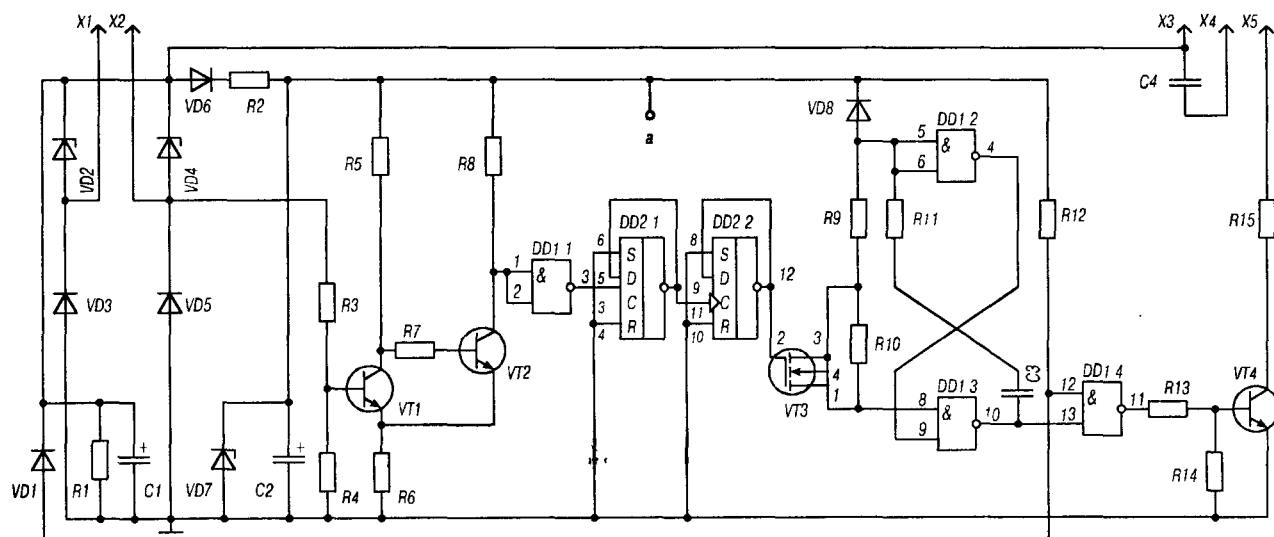 X1 X2 X3 X4 X5
VD6 R2 C4
VD2 VD4 R5 R8 a VD8 DD1 2
5 & 4
6
R9 R11 R12 R15
DD2 1 DD2 2
6 S 8 S
DD1 1 D D 12
1 & 3 5 C 9 C
2 3 R 11 R
4 10
VD3 VD5 R3 R7 VT2
VT1 2 3 R10
4
1
VT3 C3 DD1 4
DD1 3 12 & 11 R13 VT4
8 & 10 13
9
R14
VD1 R1 + C1 VD7 + C2 R4 R6